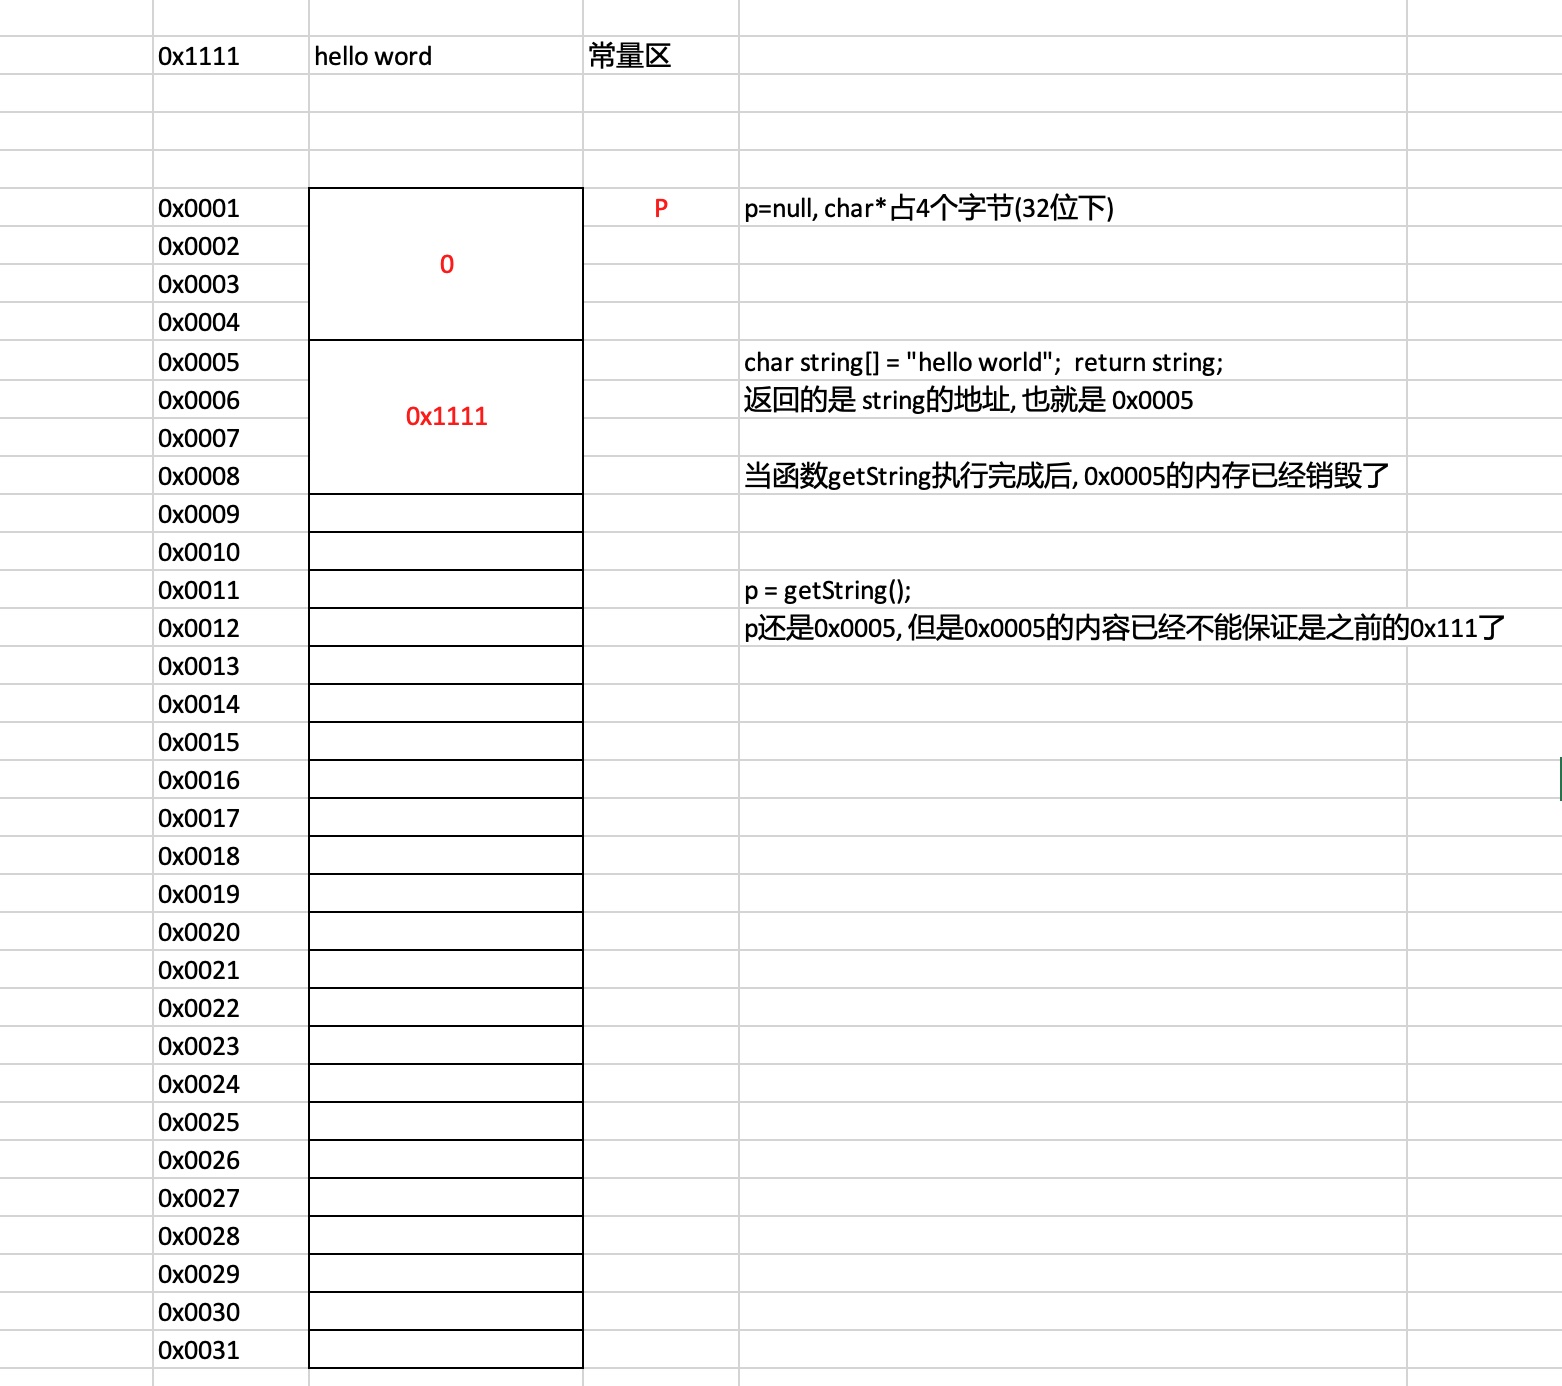 0x1111 hello word 常量区
0x0001 P p=null, char*占4个字节(32位下)
0x0002
0
0x0003
0x0004
0x0005 char string[] = "hello world";  return string;
0x0006 返回的是 string的地址, 也就是 0x0005
0x1111
0x0007
0x0008 当函数getString执行完成后, 0x0005的内存已经销毁了
0x0009
0x0010
0x0011 p = getString();
0x0012 p还是0x0005, 但是0x0005的内容已经不能保证是之前的0x111了
0x0013
0x0014
0x0015
0x0016
0x0017
0x0018
0x0019
0x0020
0x0021
0x0022
0x0023
0x0024
0x0025
0x0026
0x0027
0x0028
0x0029
0x0030
0x0031